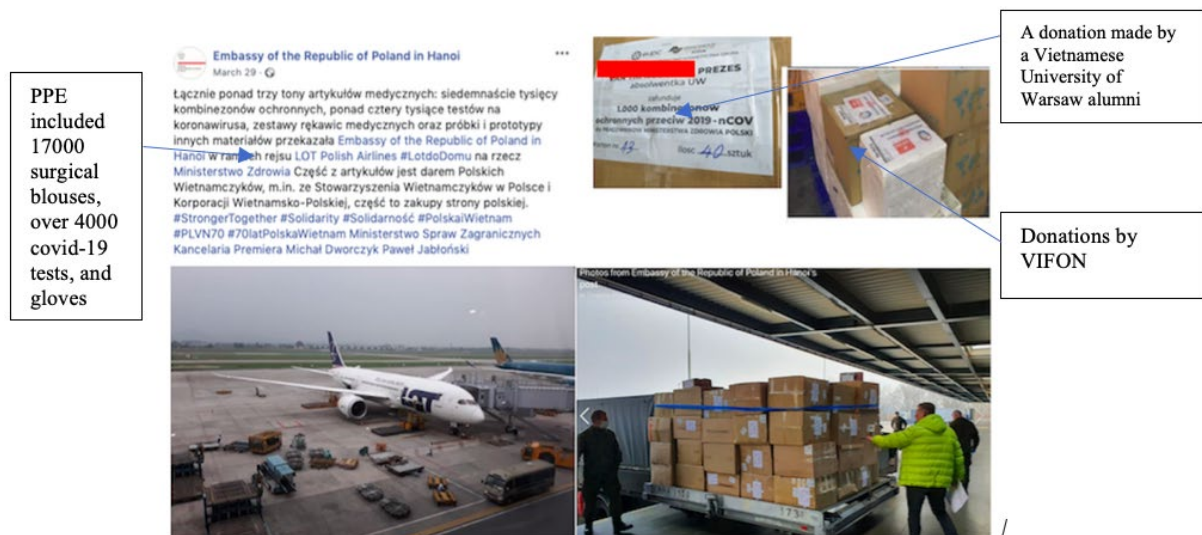 PPE
included
17000
surgical
blouses,
over 4000
covid-19
tests, and
gloves
Embassy of the Republic of Poland in Hanoi
March 29 ·
Łącznie ponad trzy tony artykułów medycznych: siedemnaście tysięcy
kombinezonów ochronnych, ponad cztery tysiące testów na
koronawirusa, zestawy rękawic medycznych oraz próbki i prototypy
innych materiałów przekazała Embassy of the Republic of Poland in
Hanoi w ramach rejsu LOT Polish Airlines #LotdoDomu na rzecz
Ministerstwo Zdrowia Część z artykułów jest darem Polskich
Wietnamczyków, m.in. ze Stowarzyszenia Wietnamczyków w Polsce i
Korporacji Wietnamsko-Polskiej, część to zakupy strony polskiej.
#StrongerTogether #Solidarity #Solidarność #PolskaiWietnam
#PLVN70 #70latPolskaWietnam Ministerstwo Spraw Zagranicznych
Kancelaria Premiera Michał Dworczyk Paweł Jabłoński
PREZES
absolwentka UW
1.000 kombinezonów
ochronnych przeciw 2019 - nCOV
MINISTERSTWA ZDROWIA POLSKI
Ilość 40 sztuk
A donation made by
a Vietnamese
University of
Warsaw alumni
Donations by
VIFON
LOT
Photos from Embassy of the Republic of Poland in Hanoi's
post
/